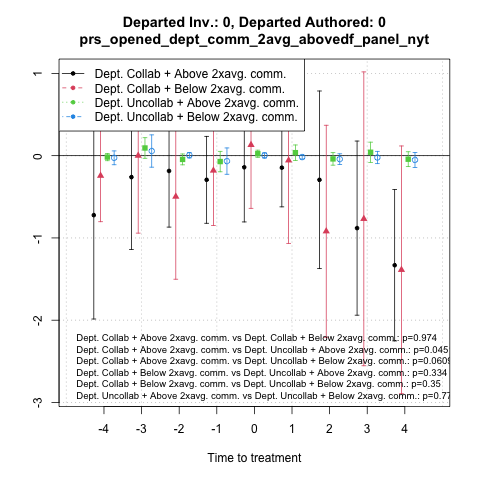 Departed Inv.: 0, Departed Authored: 0
prs_opened_dept_comm_2avg_abovedf_panel_nyt
Dept. Collab + Above 2xavg. comm.
Dept. Collab + Below 2xavg. comm.
Dept. Uncollab + Above 2xavg. comm.
Dept. Uncollab + Below 2xavg. comm.
1
0
-1
-2
-3
Dept. Collab + Above 2xavg. comm. vs Dept. Collab + Below 2xavg. comm.: p=0.974
Dept. Collab + Above 2xavg. comm. vs Dept. Uncollab + Above 2xavg. comm.: p=0.045
Dept. Collab + Above 2xavg. comm. vs Dept. Uncollab + Below 2xavg. comm.: p=0.060
Dept. Collab + Below 2xavg. comm. vs Dept. Uncollab + Above 2xavg. comm.: p=0.334
Dept. Collab + Below 2xavg. comm. vs Dept. Uncollab + Below 2xavg. comm.: p=0.35
Dept. Uncollab + Above 2xavg. comm. vs Dept. Uncollab + Below 2xavg. comm.: p=0.77
-4 -3 -2 -1 0 1 2 3 4
Time to treatment